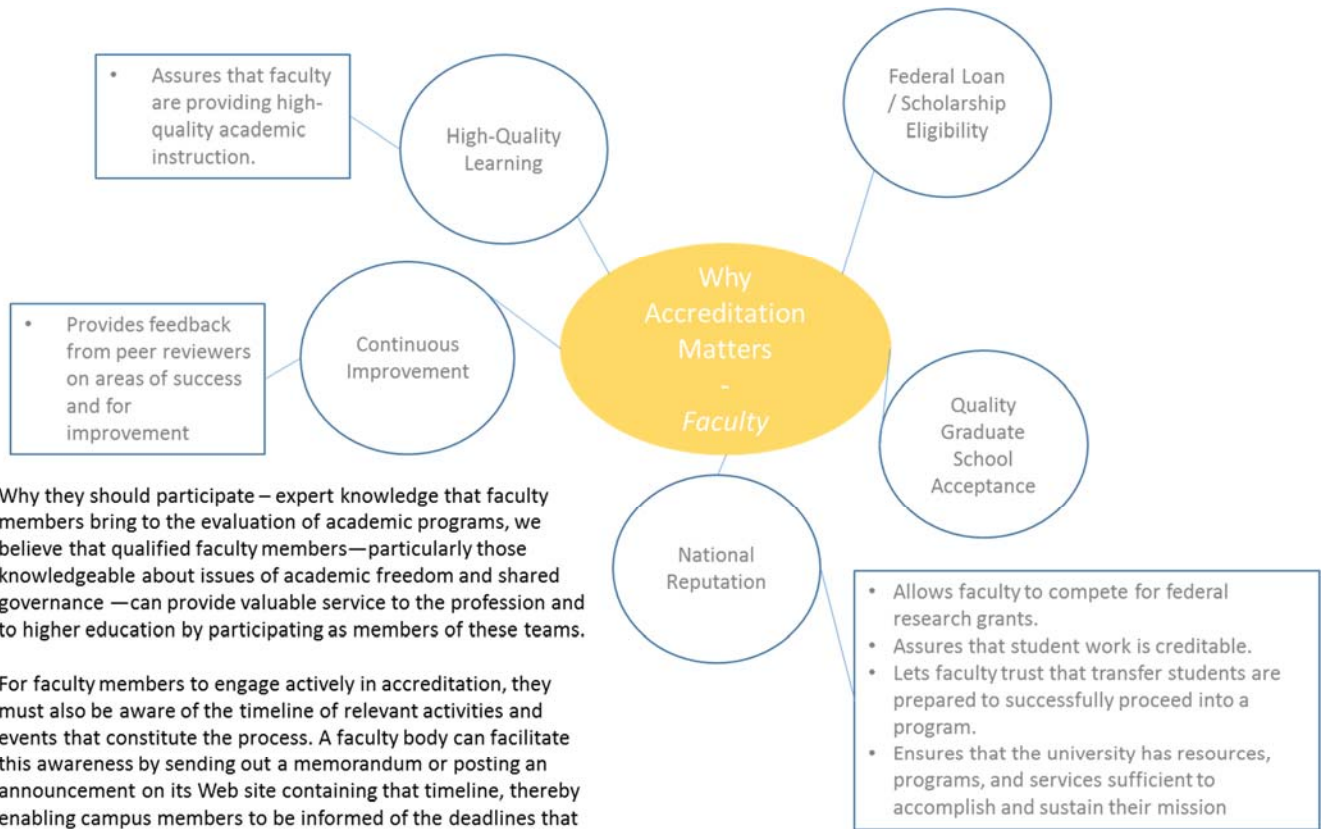 • Assures that faculty
are providing high-
quality academic
instruction.
High-Quality
Learning
Federal Loan
/ Scholarship
Eligibility
Why
Accreditation
Matters
-
Faculty
• Provides feedback
from peer reviewers
on areas of success
and for
improvement
Continuous
Improvement
Quality
Graduate
School
Acceptance
National
Reputation
• Allows faculty to compete for federal
research grants.
• Assures that student work is creditable.
• Lets faculty trust that transfer students are
prepared to successfully proceed into a
program.
• Ensures that the university has resources,
programs, and services sufficient to
accomplish and sustain their mission
Why they should participate – expert knowledge that faculty
members bring to the evaluation of academic programs, we
believe that qualified faculty members—particularly those
knowledgeable about issues of academic freedom and shared
governance —can provide valuable service to the profession and
to higher education by participating as members of these teams.
For faculty members to engage actively in accreditation, they
must also be aware of the timeline of relevant activities and
events that constitute the process. A faculty body can facilitate
this awareness by sending out a memorandum or posting an
announcement on its Web site containing that timeline, thereby
enabling campus members to be informed of the deadlines that